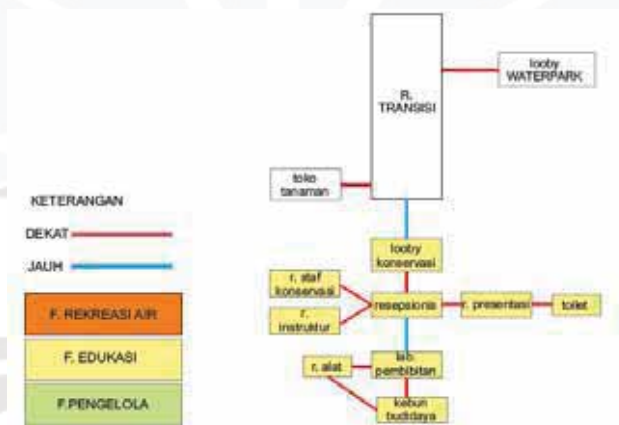 R.
TRANSISI
looby
WATERPARK
toko
tanaman
KETERANGAN
DEKAT
JAUH
F. REKREASI AIR
F. EDUKASI
F.PENGELOLA
looby
konservasi
r. staf
konservasi
r.
instruktur
resepsionis
r. presentasi
toilet
r. alat
lab.
pembibitan
kebun
budidaya